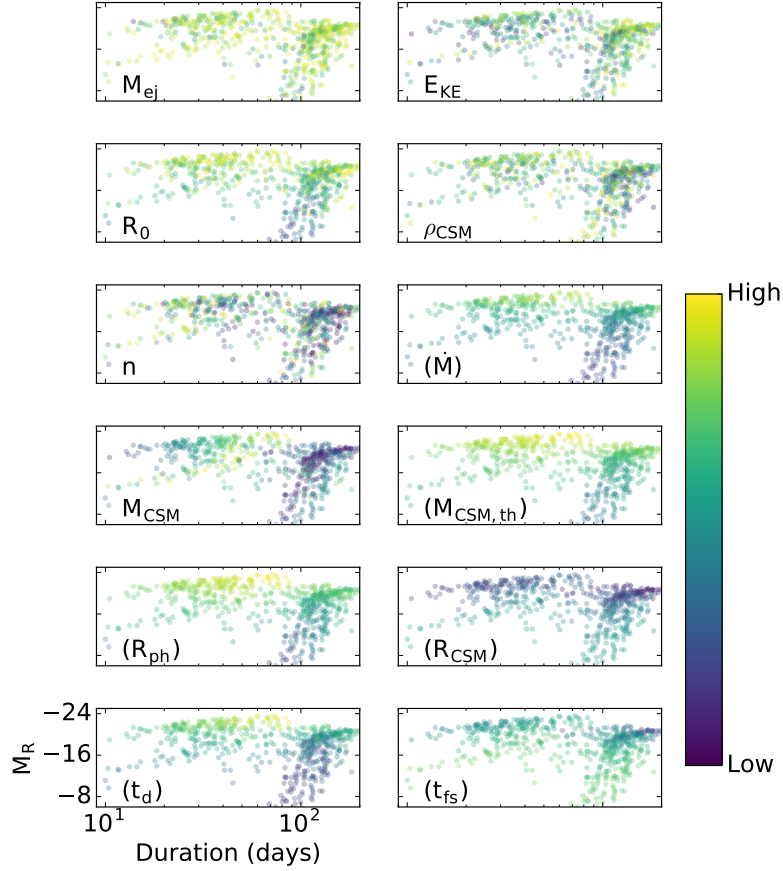 M_ej
E_KE
R_0
ρ_CSM
n
(Ṁ)
High
M_CSM
(M_CSM, th)
(R_ph)
(R_CSM)
−24
−16
−8
M_R
(t_d)
(t_fs)
Low
10^1
10^2
Duration (days)